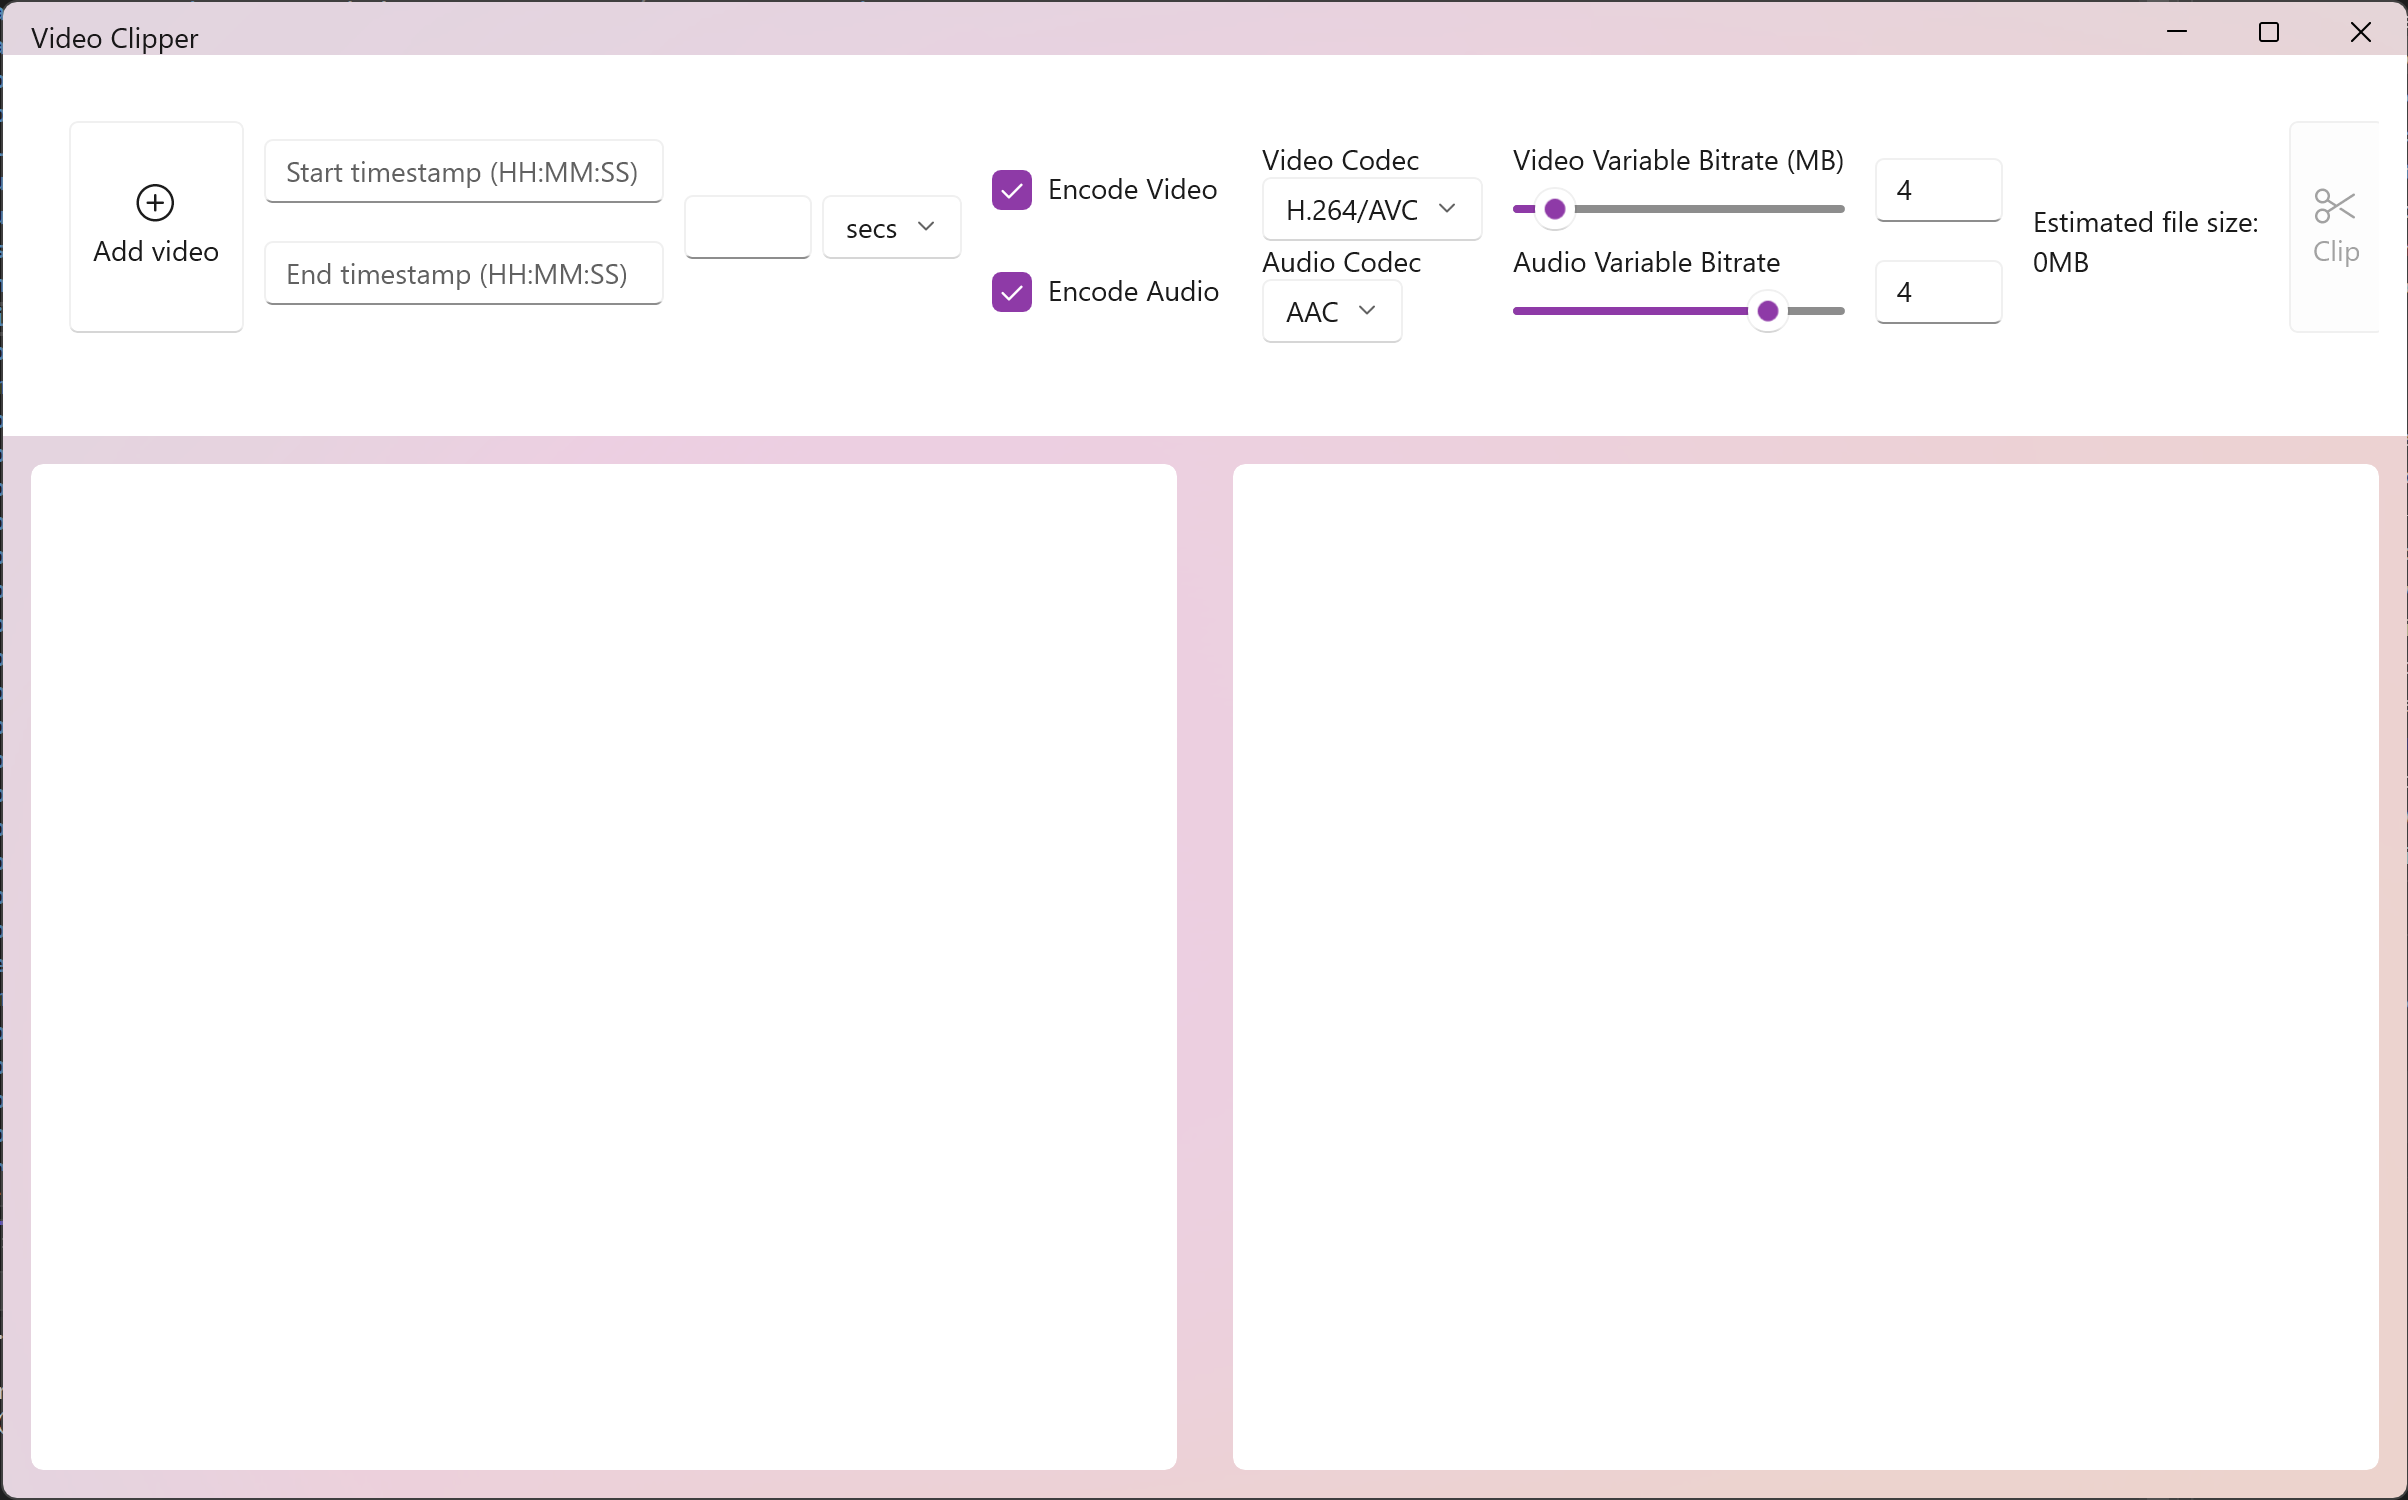 Video Clipper
Add video
Start timestamp (HH:MM:SS)
End timestamp (HH:MM:SS)
secs
Encode Video
Encode Audio
Video Codec
H.264/AVC
Audio Codec
AAC
Video Variable Bitrate (MB)
4
Audio Variable Bitrate
4
Estimated file size:
0MB
Clip